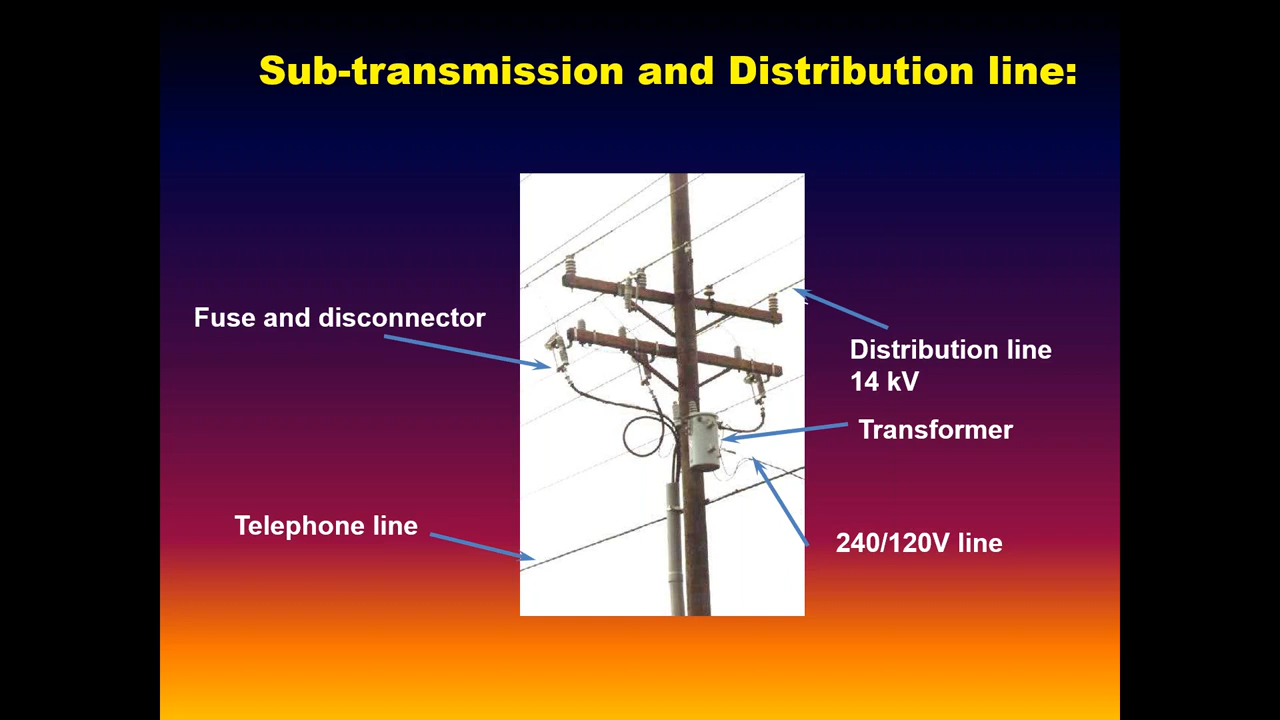 Sub-transmission and Distribution line:
Fuse and disconnector
Distribution line
14 kV
Transformer
Telephone line
240/120V line